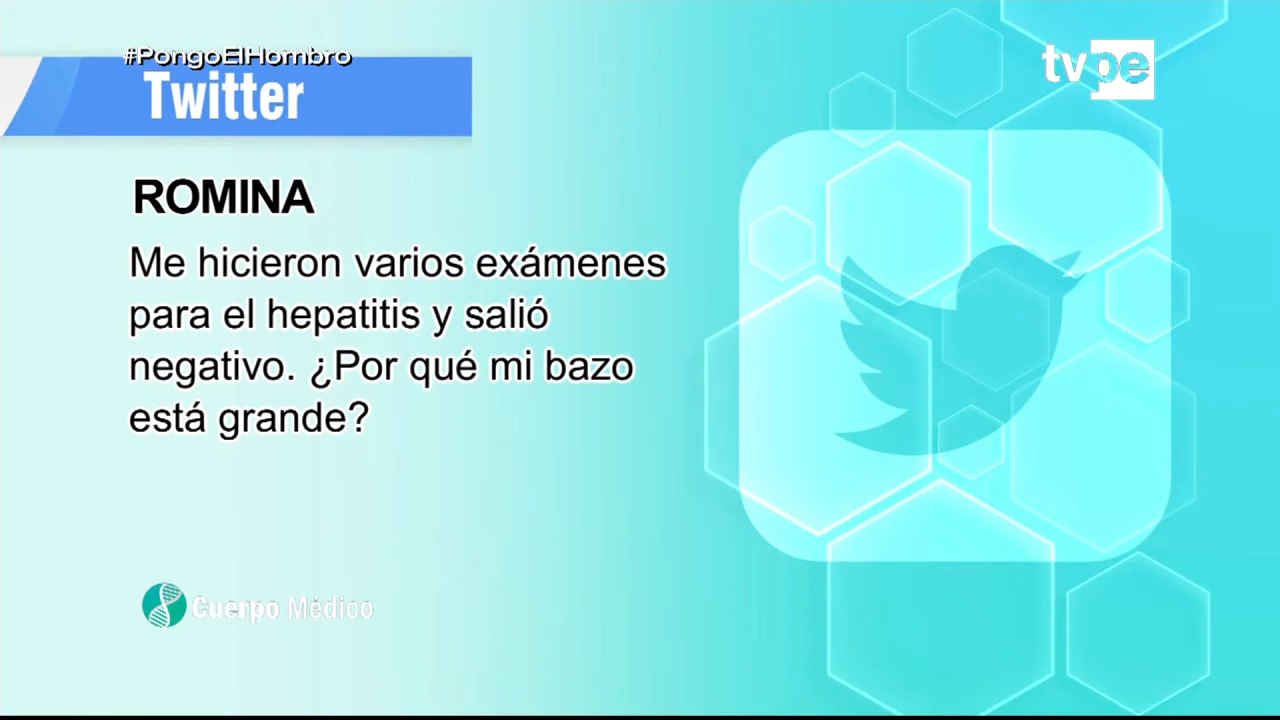 #PongoElHombro
Twitter
tvpe
ROMINA
Me hicieron varios exámenes
para el hepatitis y salió
negativo. ¿Por qué mi bazo
está grande?
Cuerpo Médico